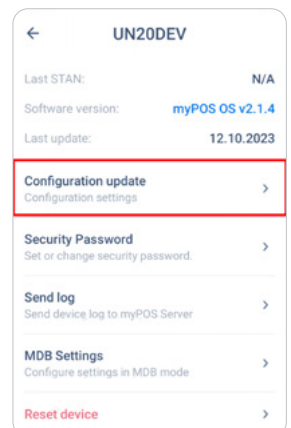 UN20DEV
Last STAN: N/A
Software version: myPOS OS v2.1.4
Last update: 12.10.2023
Configuration update
Configuration settings
Security Password
Set or change security password.
Send log
Send device log to myPOS Server
MDB Settings
Configure settings in MDB mode
Reset device